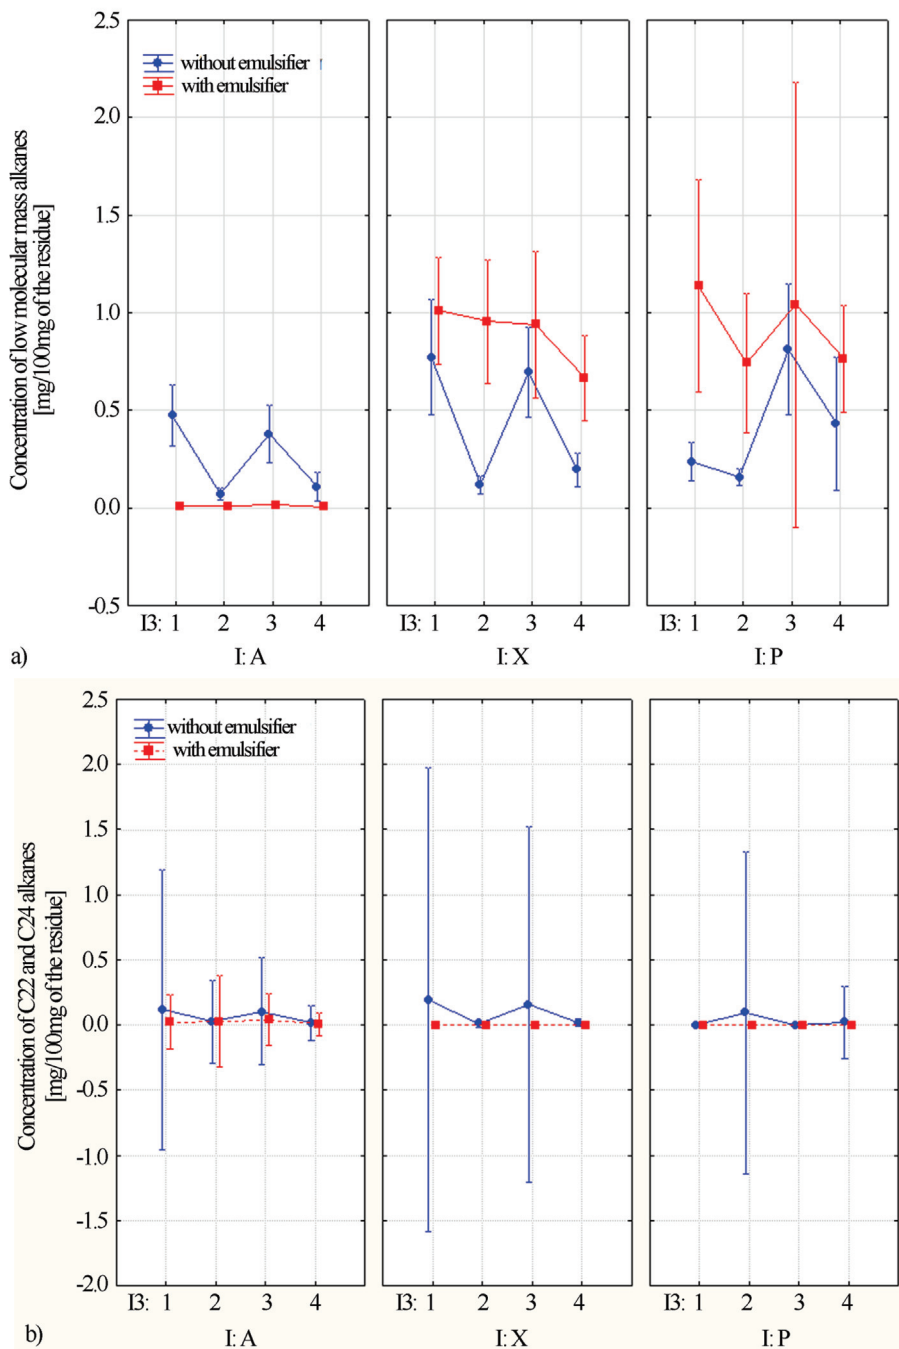 2.5
without emulsifier
with emulsifier
2.0
1.5
1.0
0.5
0.0
-0.5
Concentration of low molecular mass alkanes
[mg/100mg of the residue]
I3: 1 2 3 4
I3: 1 2 3 4
I3: 1 2 3 4
a) I: A I: X I: P
2.5
without emulsifier
with emulsifier
2.0
1.5
1.0
0.5
0.0
-0.5
-1.0
-1.5
-2.0
Concentration of C22 and C24 alkanes
[mg/100mg of the residue]
I3: 1 2 3 4
I3: 1 2 3 4
I3: 1 2 3 4
b) I: A I: X I: P